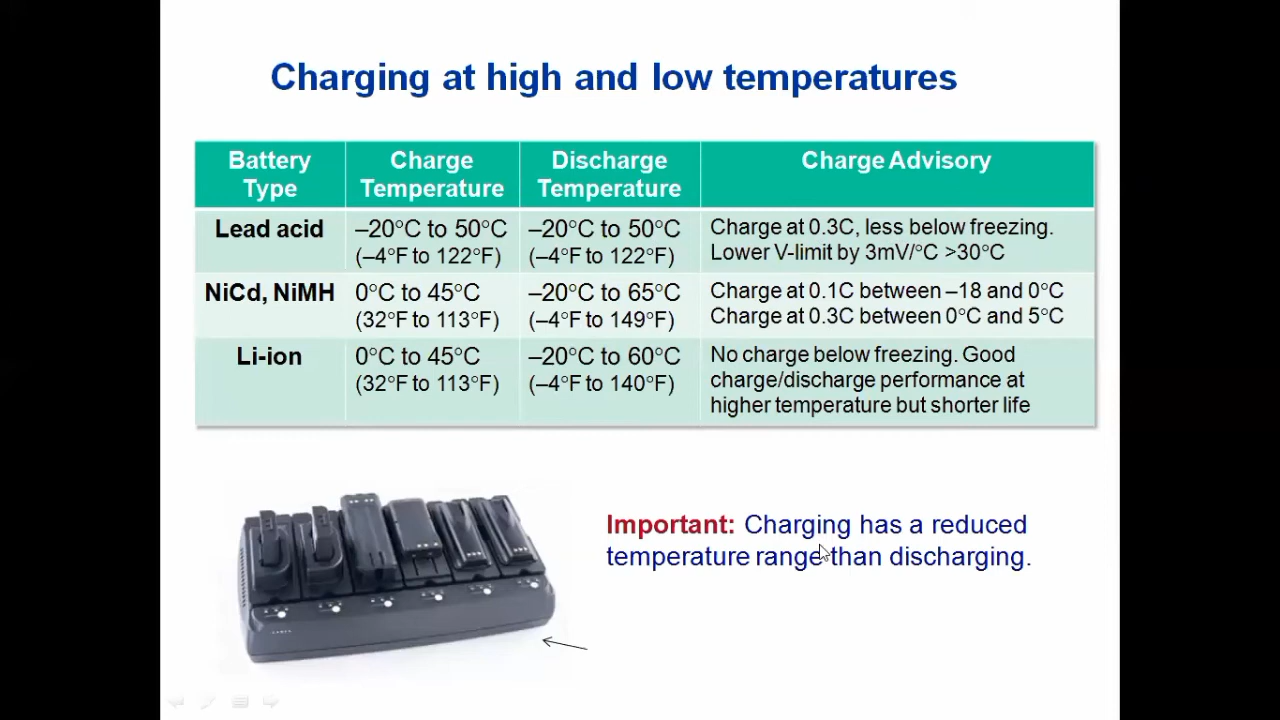 Charging at high and low temperatures
Battery Type
Charge Temperature
Discharge Temperature
Charge Advisory
Lead acid
–20°C to 50°C
(–4°F to 122°F)
–20°C to 50°C
(–4°F to 122°F)
Charge at 0.3C, less below freezing.
Lower V-limit by 3mV/°C >30°C
NiCd, NiMH
0°C to 45°C
(32°F to 113°F)
–20°C to 65°C
(–4°F to 149°F)
Charge at 0.1C between –18 and 0°C
Charge at 0.3C between 0°C and 5°C
Li-ion
0°C to 45°C
(32°F to 113°F)
–20°C to 60°C
(–4°F to 140°F)
No charge below freezing. Good
charge/discharge performance at
higher temperature but shorter life
Important: Charging has a reduced
temperature range than discharging.